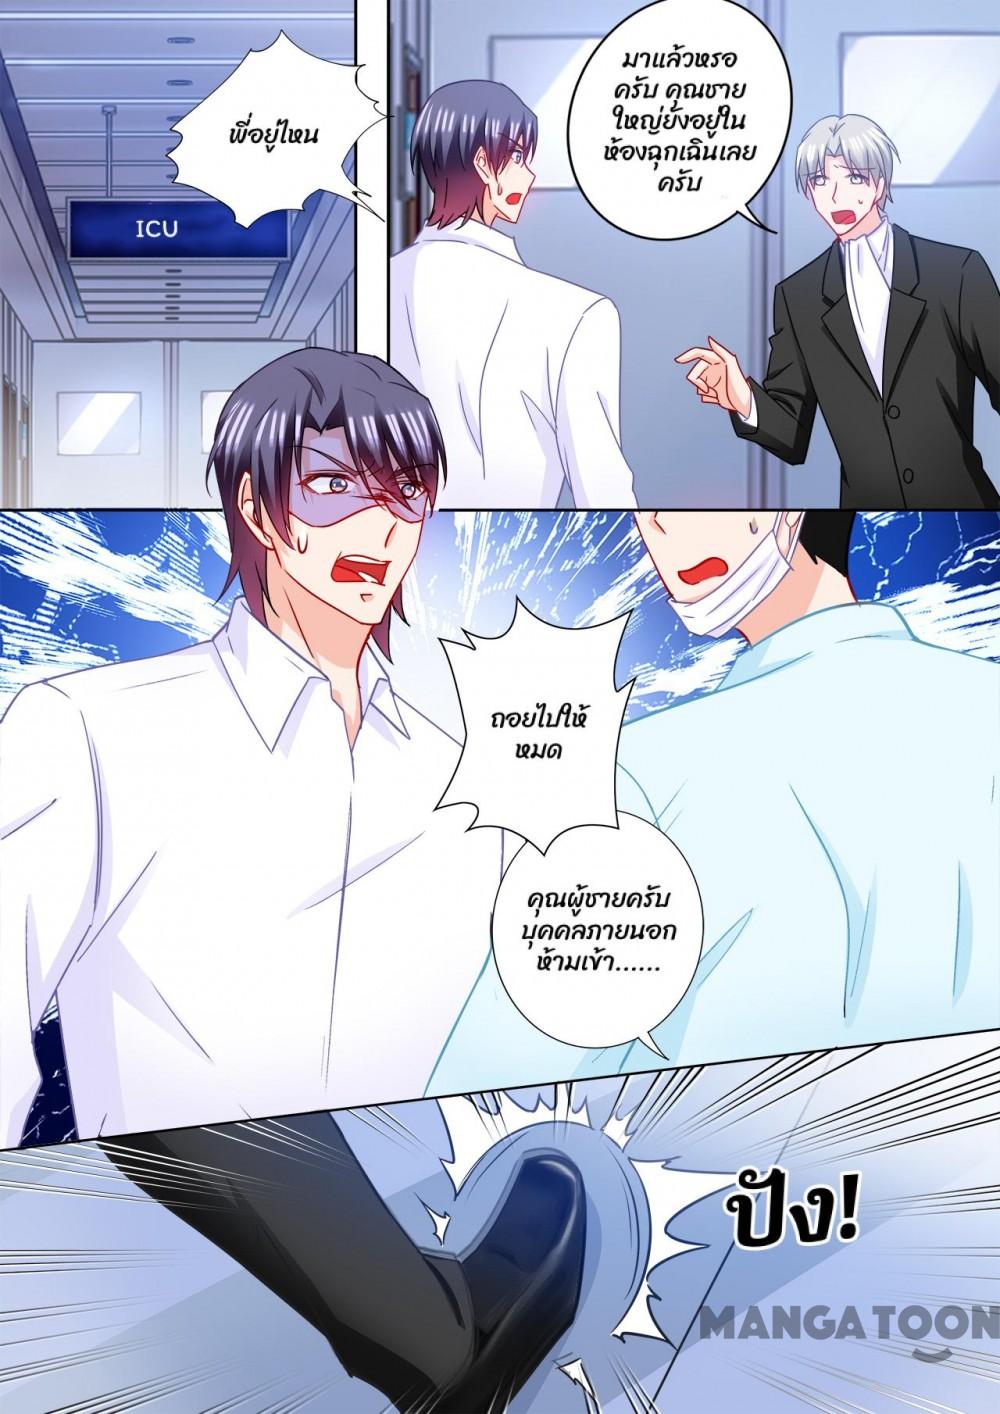 พี่อยู่ไหน
ICU
มาแล้วหรอ
ครับ คุณชาย
ใหญ่ยังอยู่ใน
ห้องฉุกเฉินเลย
ครับ
ถอยไปให้
หมด
คุณผู้ชายครับ
บุคคลภายนอก
ห้ามเข้า......
ปัง!
MANGATOON